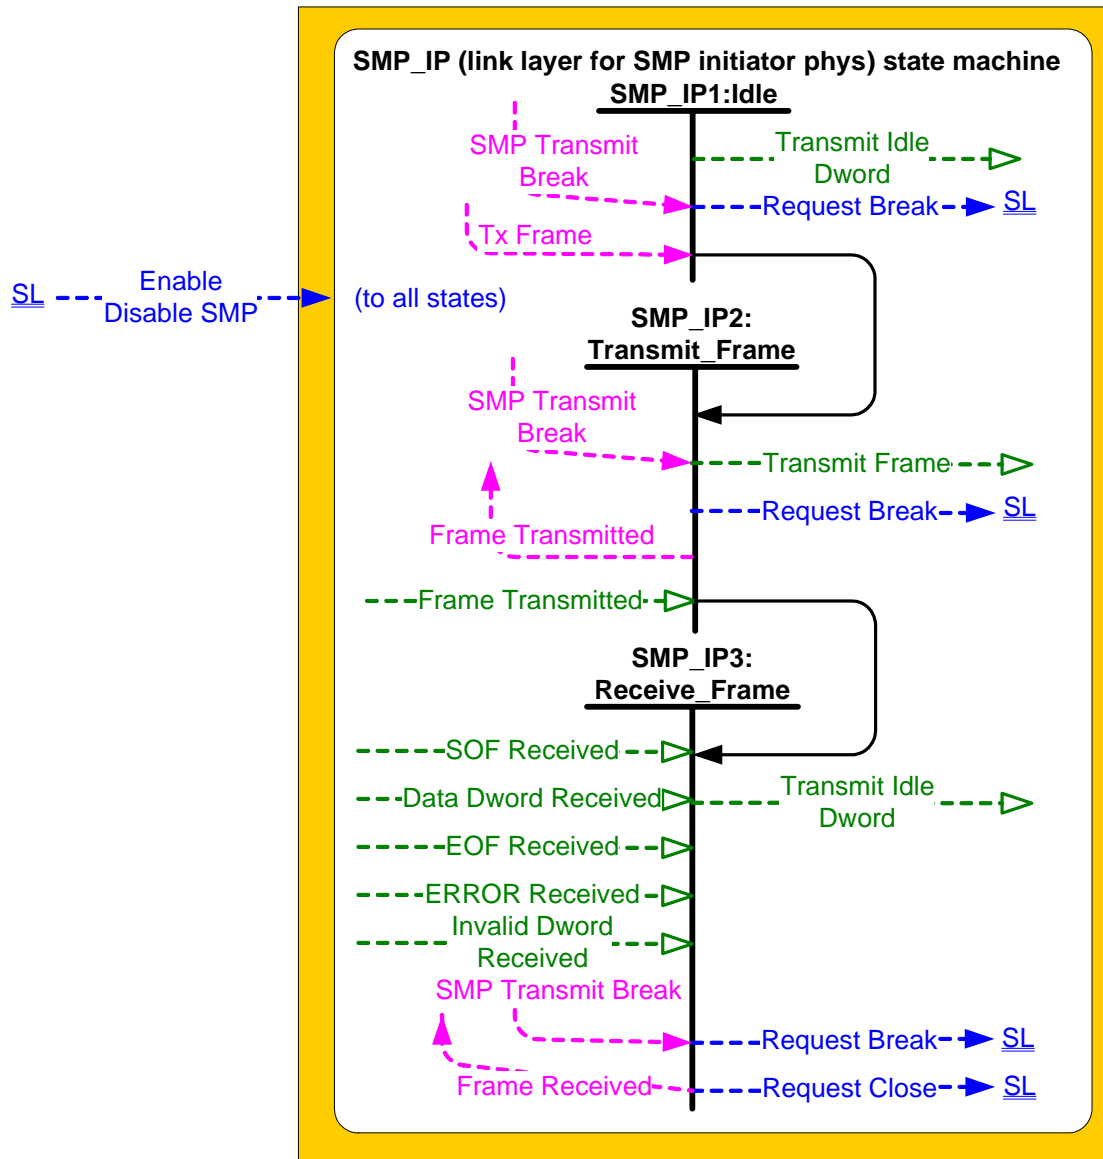 SMP_IP (link layer for SMP initiator phys) state machine
SMP_IP1:Idle
SMP Transmit
Break
Transmit Idle
Dword
Request Break
SL
Tx Frame
SL
Enable
Disable SMP
(to all states)
SMP_IP2:
Transmit_Frame
SMP Transmit
Break
Transmit Frame
Request Break
SL
Frame Transmitted
Frame Transmitted
SMP_IP3:
Receive_Frame
SOF Received
Data Dword Received
Transmit Idle
Dword
EOF Received
ERROR Received
Invalid Dword
Received
SMP Transmit Break
Request Break
SL
Frame Received
Request Close
SL